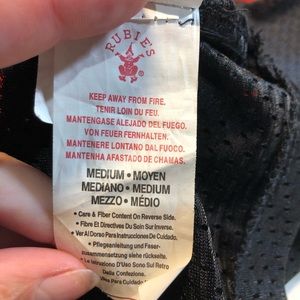 RUBIE'S
KEEP AWAY FROM FIRE.
TENIR LOIN DU FEU.
MANTENGASE ALEJADO DEL FUEGO.
VON FEUER FERNHALTEN.
MANTENERE LONTANO DAL FUOCO.
MANTENHA AFASTADO DE CHAMAS.
MEDIUM • MOYEN
MEDIANO • MEDIUM
MEZZO • MÉDIO
• Care & Fiber Content On Reverse Side.
• Fibre Et Directives Du Soin Sur Inverse.
• Ver Al Dorso Para Instrucciones De Cuidado.
• Pflegeanleitung und Faser-
zusammensetzung siehe rückseite.
• Le Istruzioni D'Uso Sono Sul Retro
Della Confezione.
Para Cuidado